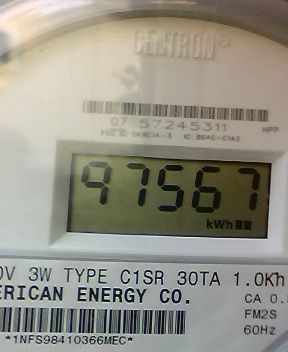 CENTRON®
07 57245311 HPP
97567
kWh
0V 3W TYPE C1SR 30TA 1.0Kh
ERICAN ENERGY CO.
CA 0.
FM2S
60Hz
*1NFS98410366MEC*